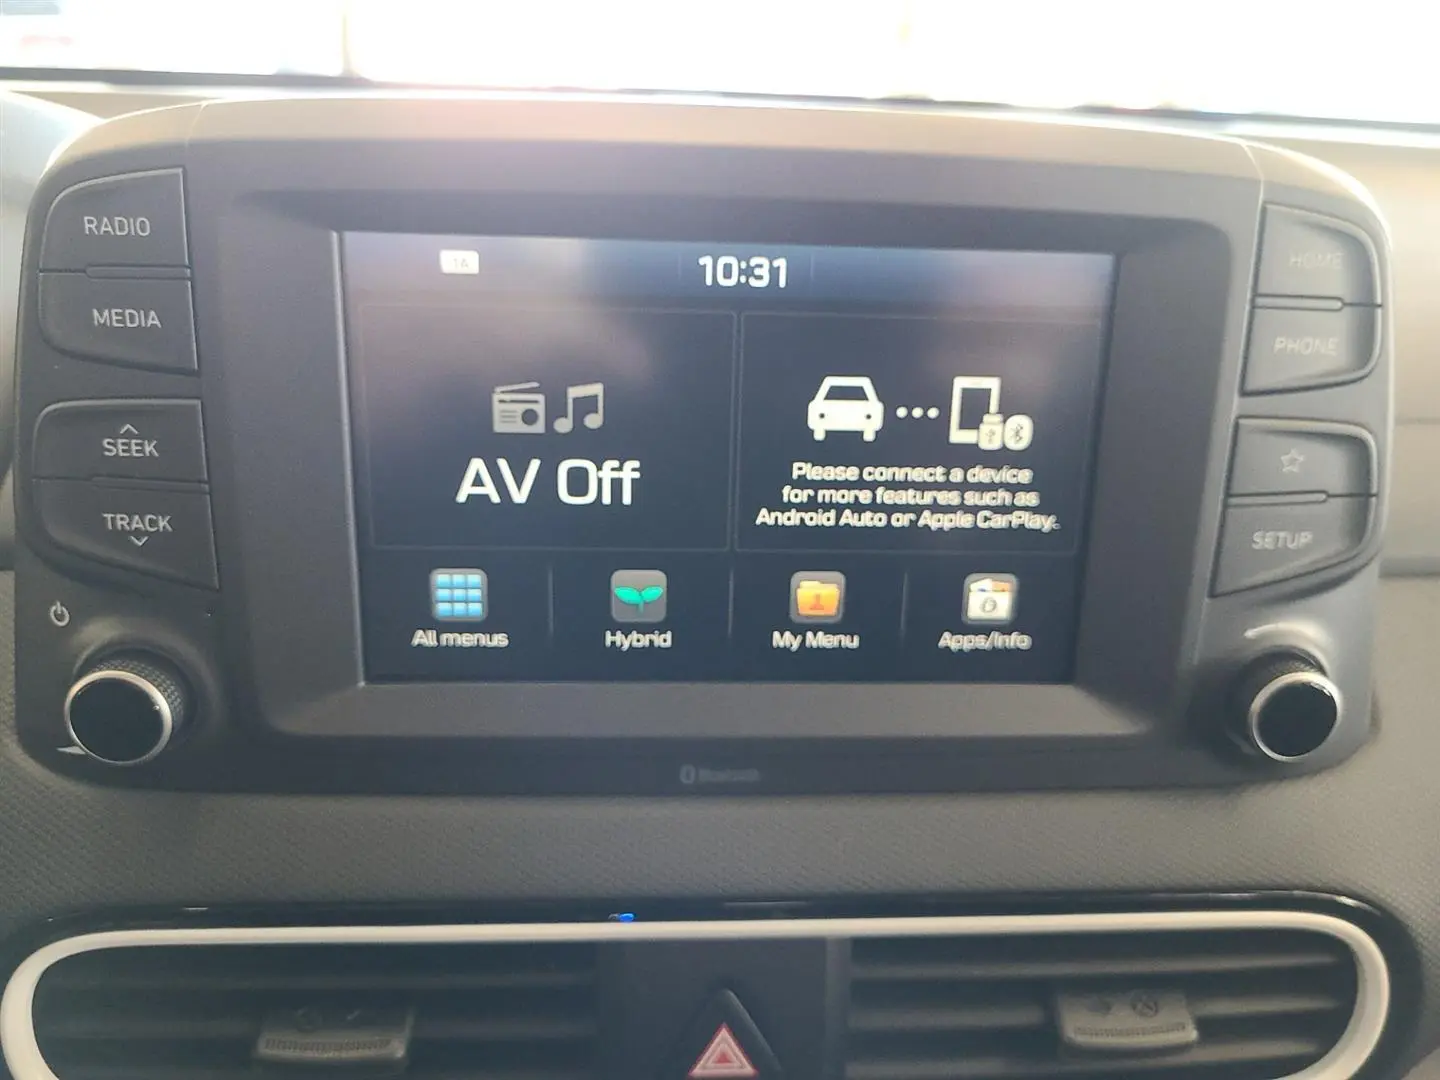 RADIO
MEDIA
SEEK
TRACK
10:31
AV Off
Please connect a device
for more features such as
Android Auto or Apple CarPlay.
All menus
Hybrid
My Menu
Apps/Info
HOME
PHONE
SETUP
Bluetooth